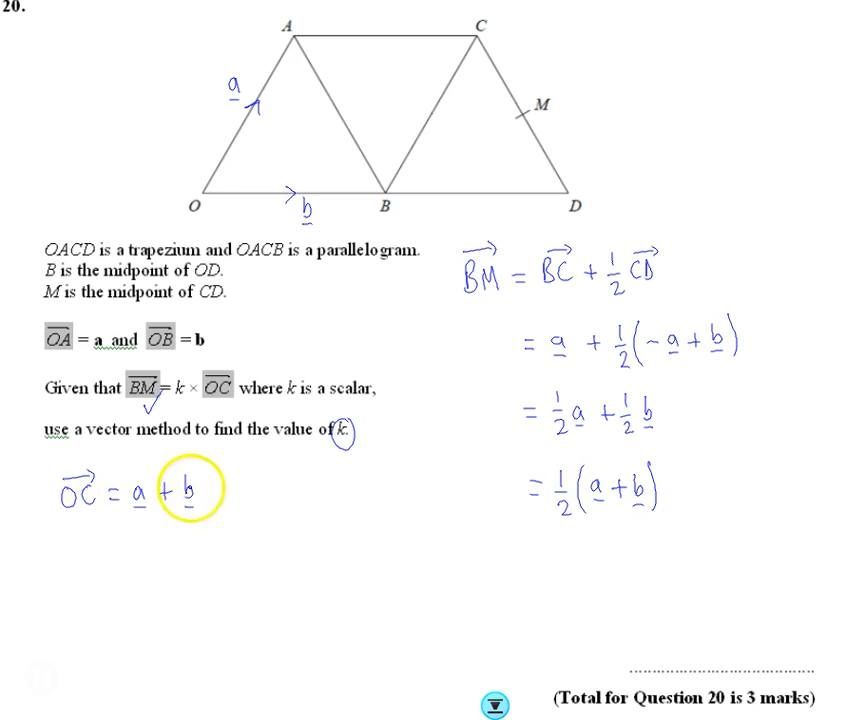 20.
A
C
a
M
O
b
B
D
OACD is a trapezium and OACB is a parallelogram.
B is the midpoint of OD.
M is the midpoint of CD.
OA = a and OB = b
Given that BM = k × OC where k is a scalar,
use a vector method to find the value of k.
OC = a + b
BM = BC + 1/2 CD
= a + 1/2 (- a + b)
= 1/2 a + 1/2 b
= 1/2 (a + b)
(Total for Question 20 is 3 marks)